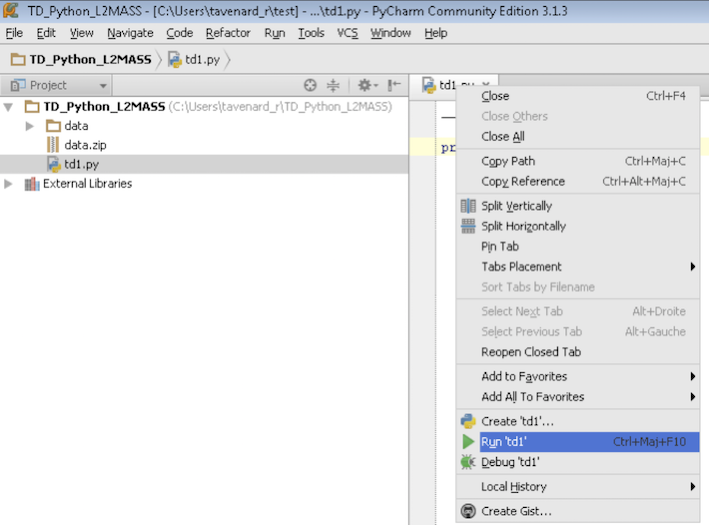 TD_Python_L2MASS - [C:\Users\tavenard_r\test] - ...\td1.py - PyCharm Community Edition 3.1.3
File Edit View Navigate Code Refactor Run Tools VCS Window Help
TD_Python_L2MASS td1.py
Project
td1.py
TD_Python_L2MASS (C:\Users\tavenard_r\TD_Python_L2MASS)
data
data.zip
td1.py
External Libraries
pr
Close Ctrl+F4
Close Others
Close All
Copy Path Ctrl+Maj+C
Copy Reference Ctrl+Alt+Maj+C
Split Vertically
Split Horizontally
Pin Tab
Tabs Placement
Sort Tabs by Filename
Select Next Tab Alt+Droite
Select Previous Tab Alt+Gauche
Reopen Closed Tab
Add to Favorites
Add All To Favorites
Create 'td1'...
Run 'td1' Ctrl+Maj+F10
Debug 'td1'
Local History
Create Gist...